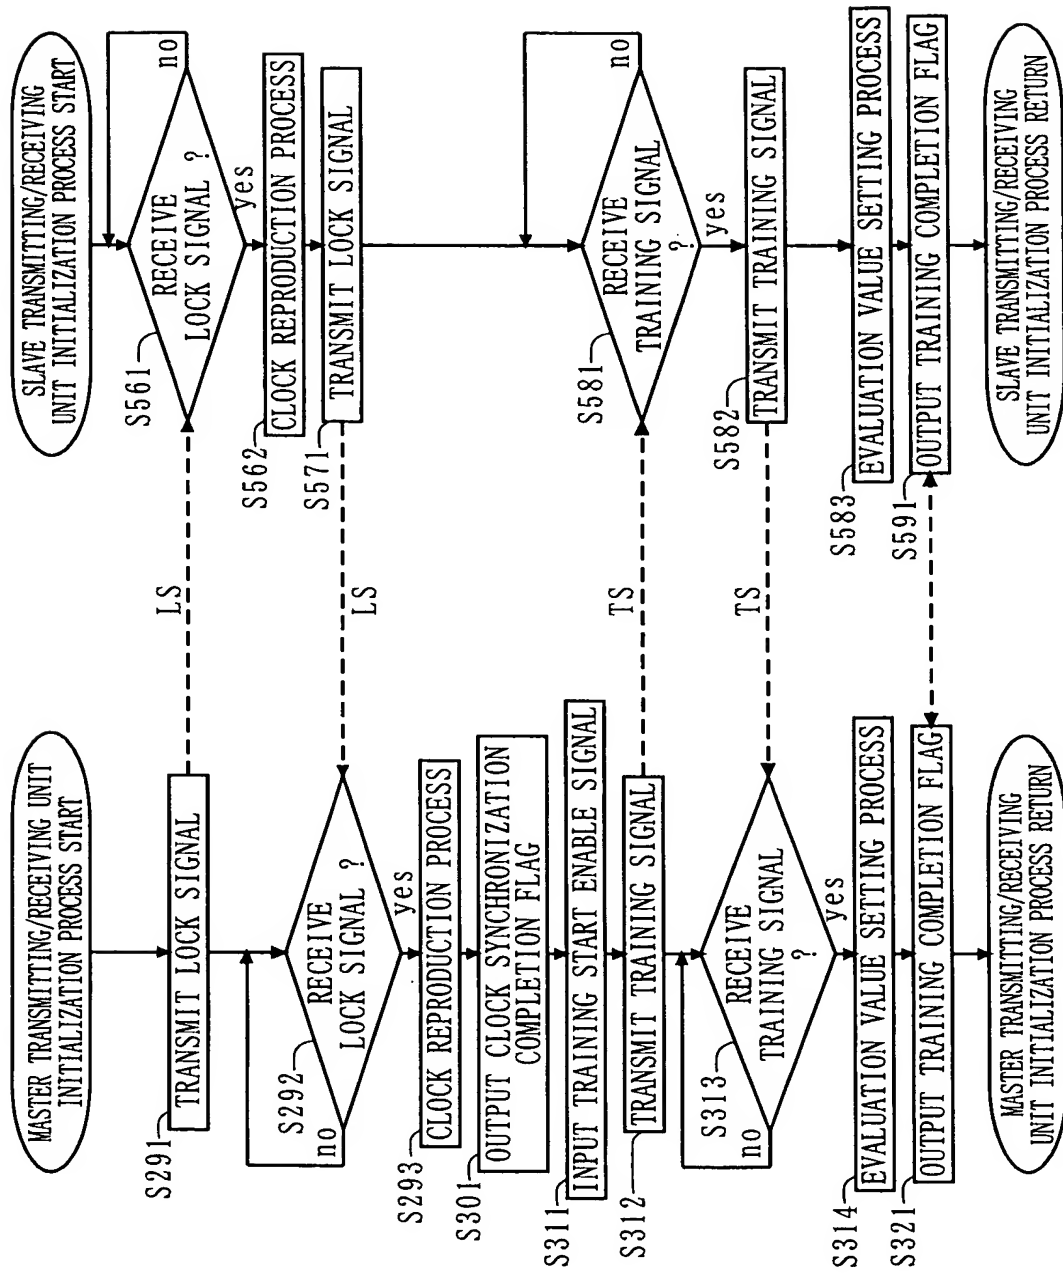 MASTER TRANSMITTING/RECEIVING UNIT
INITIALIZATION PROCESS START
S291
TRANSMIT LOCK SIGNAL
LS
S292
RECEIVE
LOCK SIGNAL ?
no
yes
LS
S293
CLOCK REPRODUCTION PROCESS
S301
OUTPUT CLOCK SYNCHRONIZATION
COMPLETION FLAG
S311
INPUT TRAINING START ENABLE SIGNAL
S312
TRANSMIT TRAINING SIGNAL
TS
S313
RECEIVE
TRAINING SIGNAL
?
no
yes
TS
S314
EVALUATION VALUE SETTING PROCESS
S321
OUTPUT TRAINING COMPLETION FLAG
MASTER TRANSMITTING/RECEIVING
UNIT INITIALIZATION PROCESS RETURN
SLAVE TRANSMITTING/RECEIVING
UNIT INITIALIZATION PROCESS START
S561
RECEIVE
LOCK SIGNAL ?
no
yes
S562
CLOCK REPRODUCTION PROCESS
S571
TRANSMIT LOCK SIGNAL
S581
RECEIVE
TRAINING SIGNAL
?
no
yes
S582
TRANSMIT TRAINING SIGNAL
S583
EVALUATION VALUE SETTING PROCESS
S591
OUTPUT TRAINING COMPLETION FLAG
SLAVE TRANSMITTING/RECEIVING
UNIT INITIALIZATION PROCESS RETURN